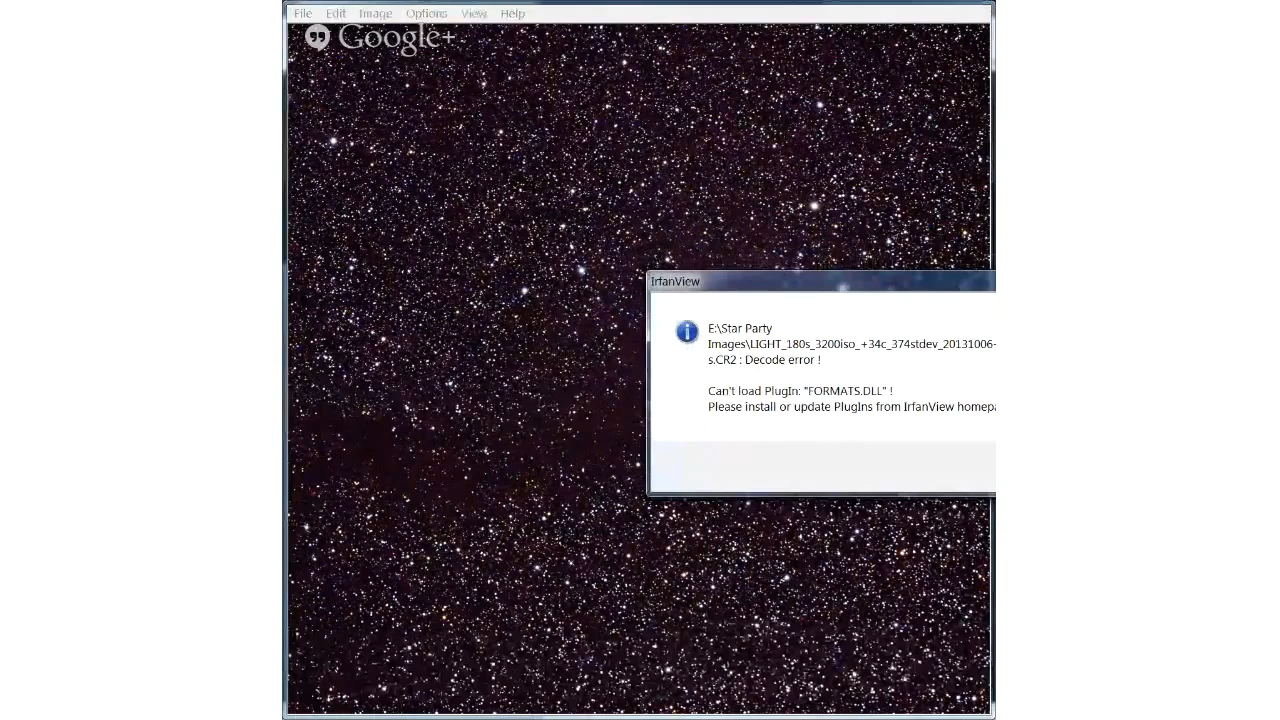 File Edit Image Options View Help
Google+
IrfanView
E:\Star Party
Images\LIGHT_180s_3200iso_+34c_374stdev_20131006-
s.CR2 : Decode error !
Can't load PlugIn: "FORMATS.DLL" !
Please install or update PlugIns from IrfanView homepa